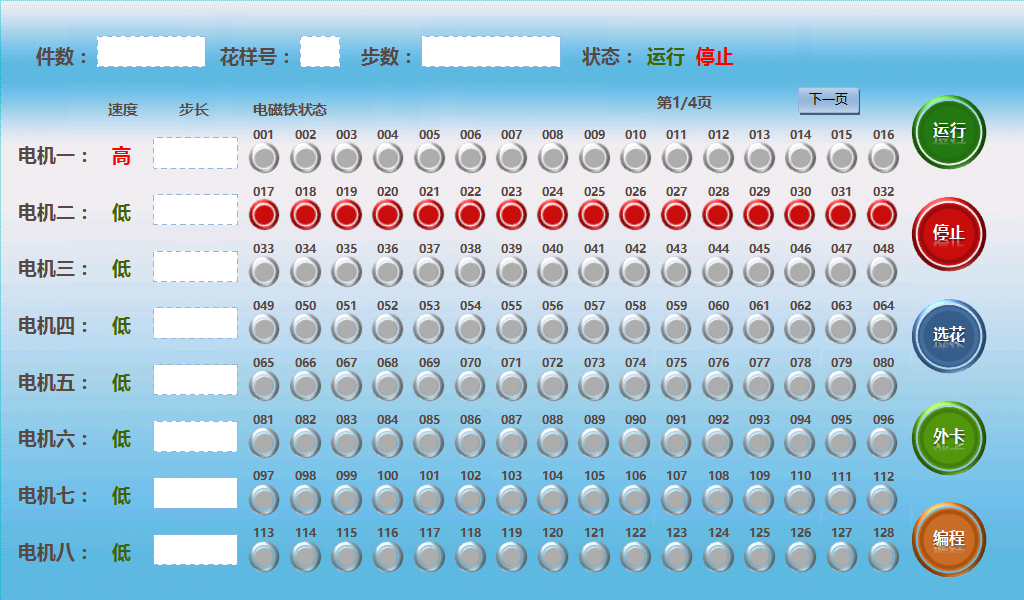 件数： 花样号： 步数： 状态： 运行 停止
速度 步长 电磁铁状态 第1/4页 下一页
001 002 003 004 005 006 007 008 009 010 011 012 013 014 015 016
电机一： 高
运行
017 018 019 020 021 022 023 024 025 026 027 028 029 030 031 032
电机二： 低
停止
033 034 035 036 037 038 039 040 041 042 043 044 045 046 047 048
电机三： 低
049 050 051 052 053 054 055 056 057 058 059 060 061 062 063 064
电机四： 低
选花
065 066 067 068 069 070 071 072 073 074 075 076 077 078 079 080
电机五： 低
081 082 083 084 085 086 087 088 089 090 091 092 093 094 095 096
电机六： 低
外卡
097 098 099 100 101 102 103 104 105 106 107 108 109 110 111 112
电机七： 低
113 114 115 116 117 118 119 120 121 122 123 124 125 126 127 128
电机八： 低
编程